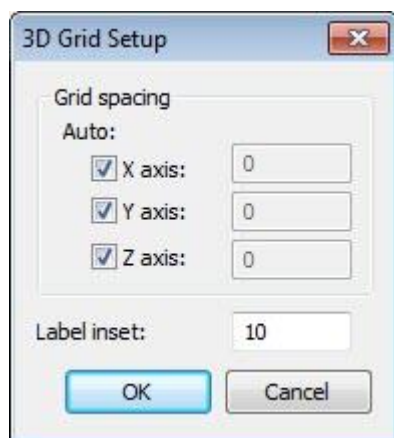 3D Grid Setup
Grid spacing
Auto:
X axis: 0
Y axis: 0
Z axis: 0
Label inset: 10
OK Cancel